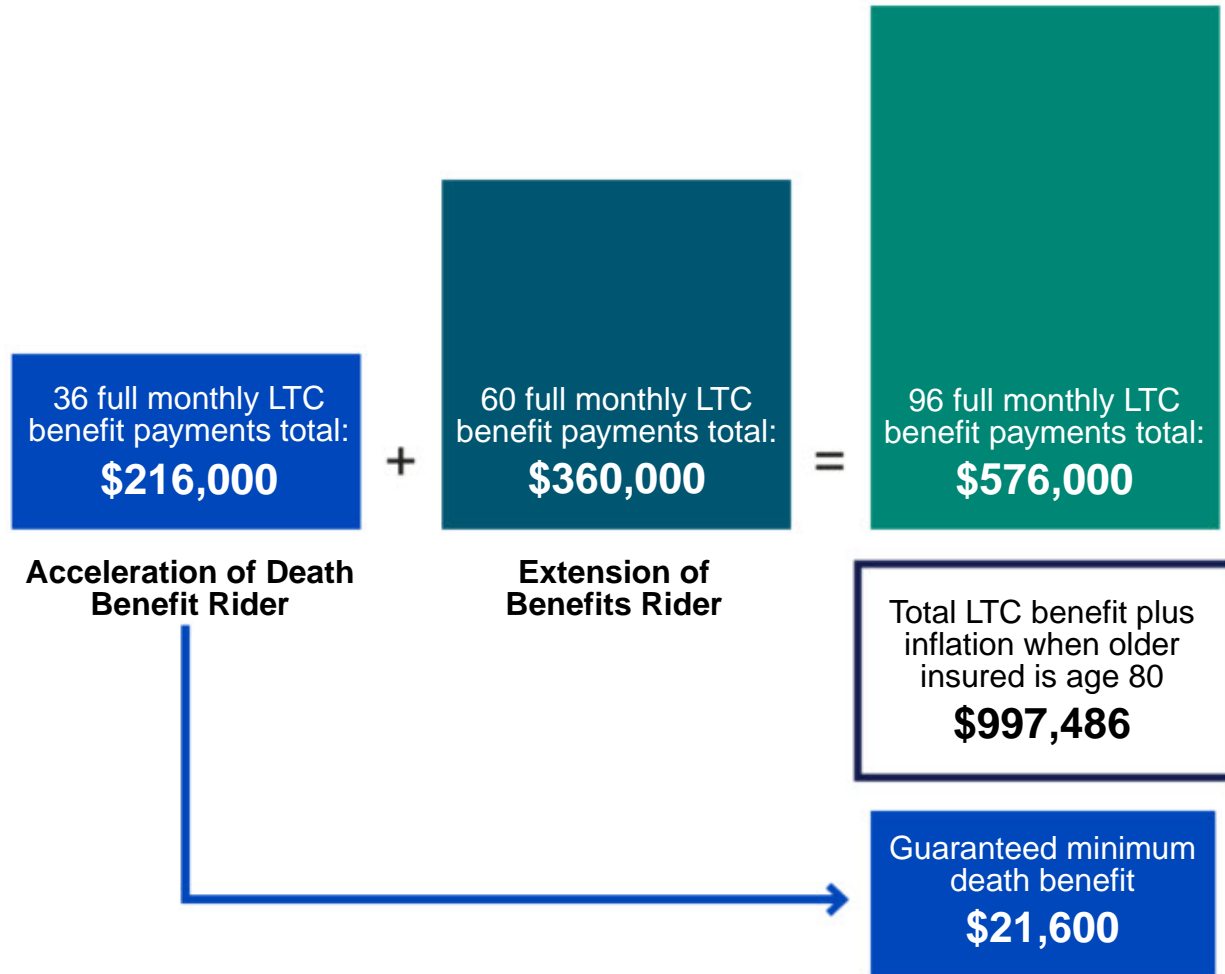 36 full monthly LTC
benefit payments total:
$216,000
+
60 full monthly LTC
benefit payments total:
$360,000
=
96 full monthly LTC
benefit payments total:
$576,000
Acceleration of Death
Benefit Rider
Extension of
Benefits Rider
Total LTC benefit plus
inflation when older
insured is age 80
$997,486
Guaranteed minimum
death benefit
$21,600